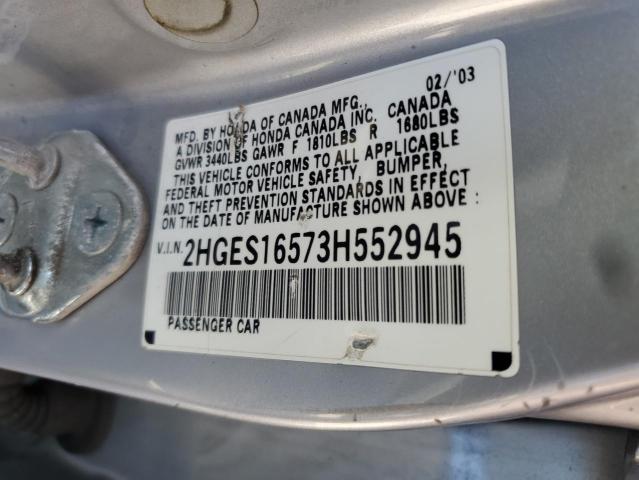 02/'03
MFD. BY HONDA OF CANADA MFG.,
A DIVISION OF HONDA CANADA INC. CANADA
GVWR 3440LBS GAWR F 1810LBS R 1680LBS
THIS VEHICLE CONFORMS TO ALL APPLICABLE
FEDERAL MOTOR VEHICLE SAFETY, BUMPER,
AND THEFT PREVENTION STANDARDS IN EFFECT
ON THE DATE OF MANUFACTURE SHOWN ABOVE :
V.I.N. 2HGES16573H552945
PASSENGER CAR